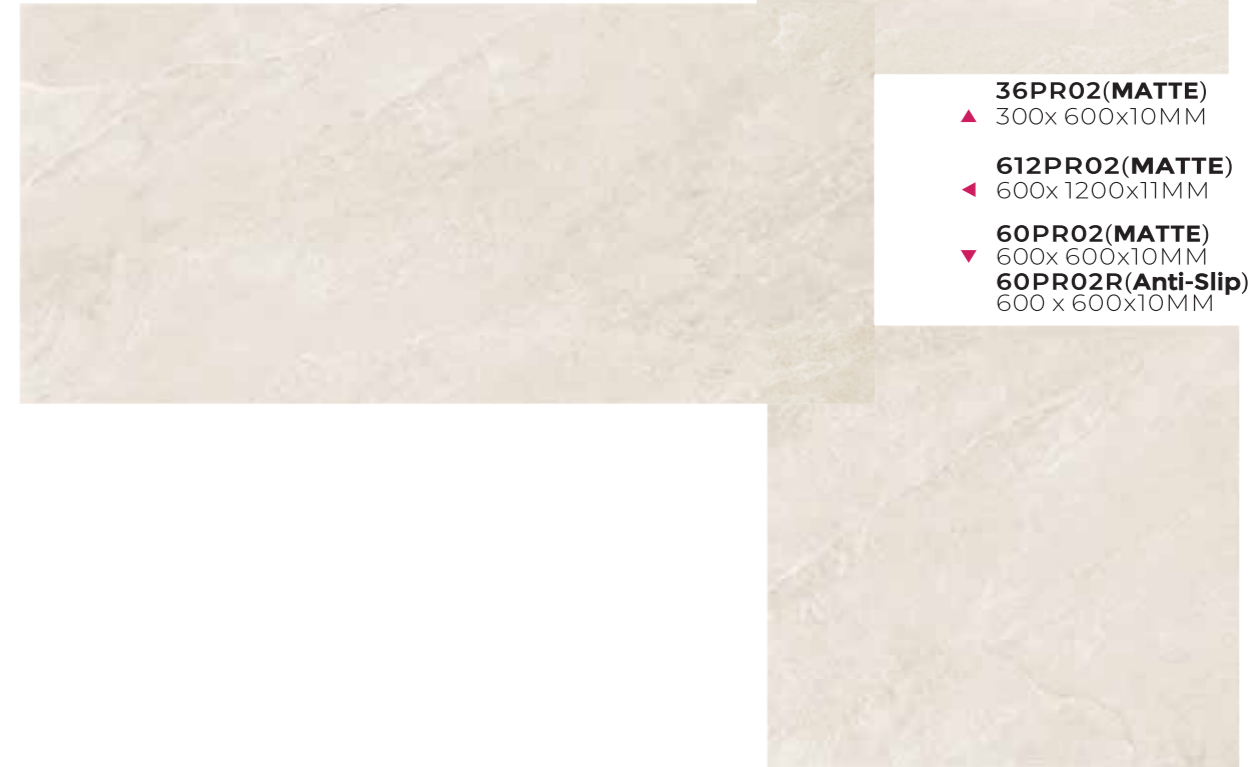 36PR02(MATTE)
300x 600x10MM
612PR02(MATTE)
600x 1200x11MM
60PR02(MATTE)
600x 600x10MM
60PR02R(Anti-Slip)
600 x 600x10MM